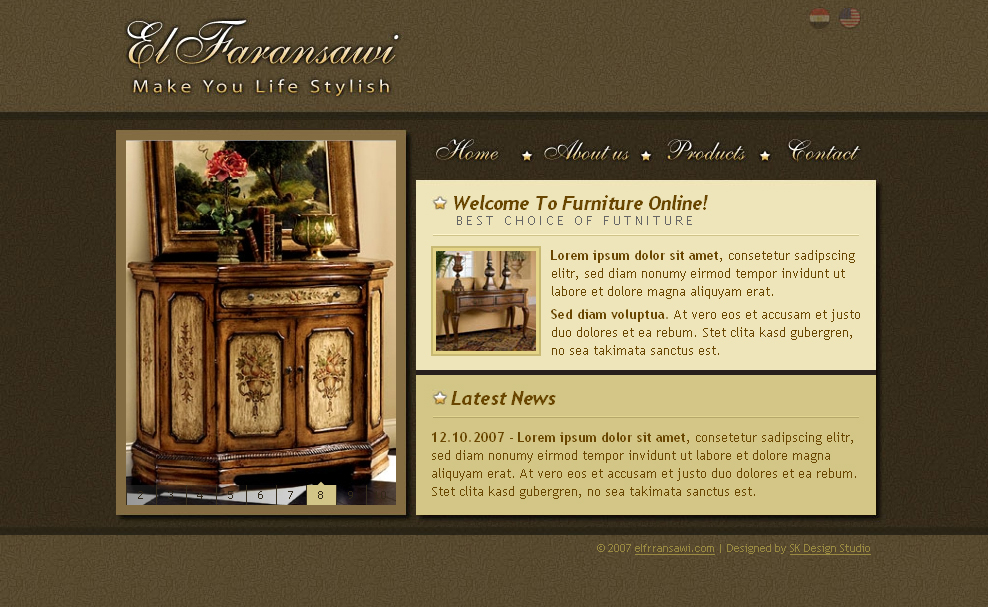 El Faransawi
Make You Life Stylish
Home
About us
Products
Contact
Welcome To Furniture Online!
BEST CHOICE OF FUTNITURE
Lorem ipsum dolor sit amet, consetetur sadipscing
elitr, sed diam nonumy eirmod tempor invidunt ut
labore et dolore magna aliquyam erat.
Sed diam voluptua. At vero eos et accusam et justo
duo dolores et ea rebum. Stet clita kasd gubergren,
no sea takimata sanctus est.
Latest News
12.10.2007 - Lorem ipsum dolor sit amet, consetetur sadipscing elitr,
sed diam nonumy eirmod tempor invidunt ut labore et dolore magna
aliquyam erat. At vero eos et accusam et justo duo dolores et ea rebum.
Stet clita kasd gubergren, no sea takimata sanctus est.
2 3 4 5 6 7 8 9
© 2007 elfrransawi.com | Designed by SK Design Studio